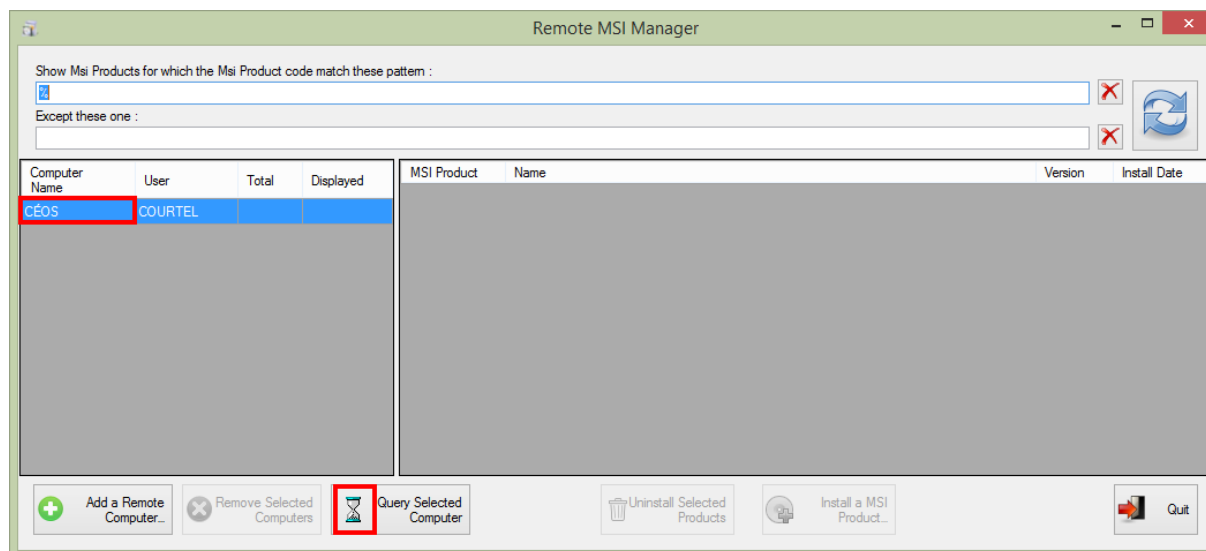 Remote MSI Manager
Show Msi Products for which the Msi Product code match these pattern :
%
Except these one :
Computer
Name
User
Total
Displayed
MSI Product
Name
Version
Install Date
CÉOS
COURTEL
Add a Remote
Computer...
Remove Selected
Computers
Query Selected
Computer
Uninstall Selected
Products
Install a MSI
Product...
Quit